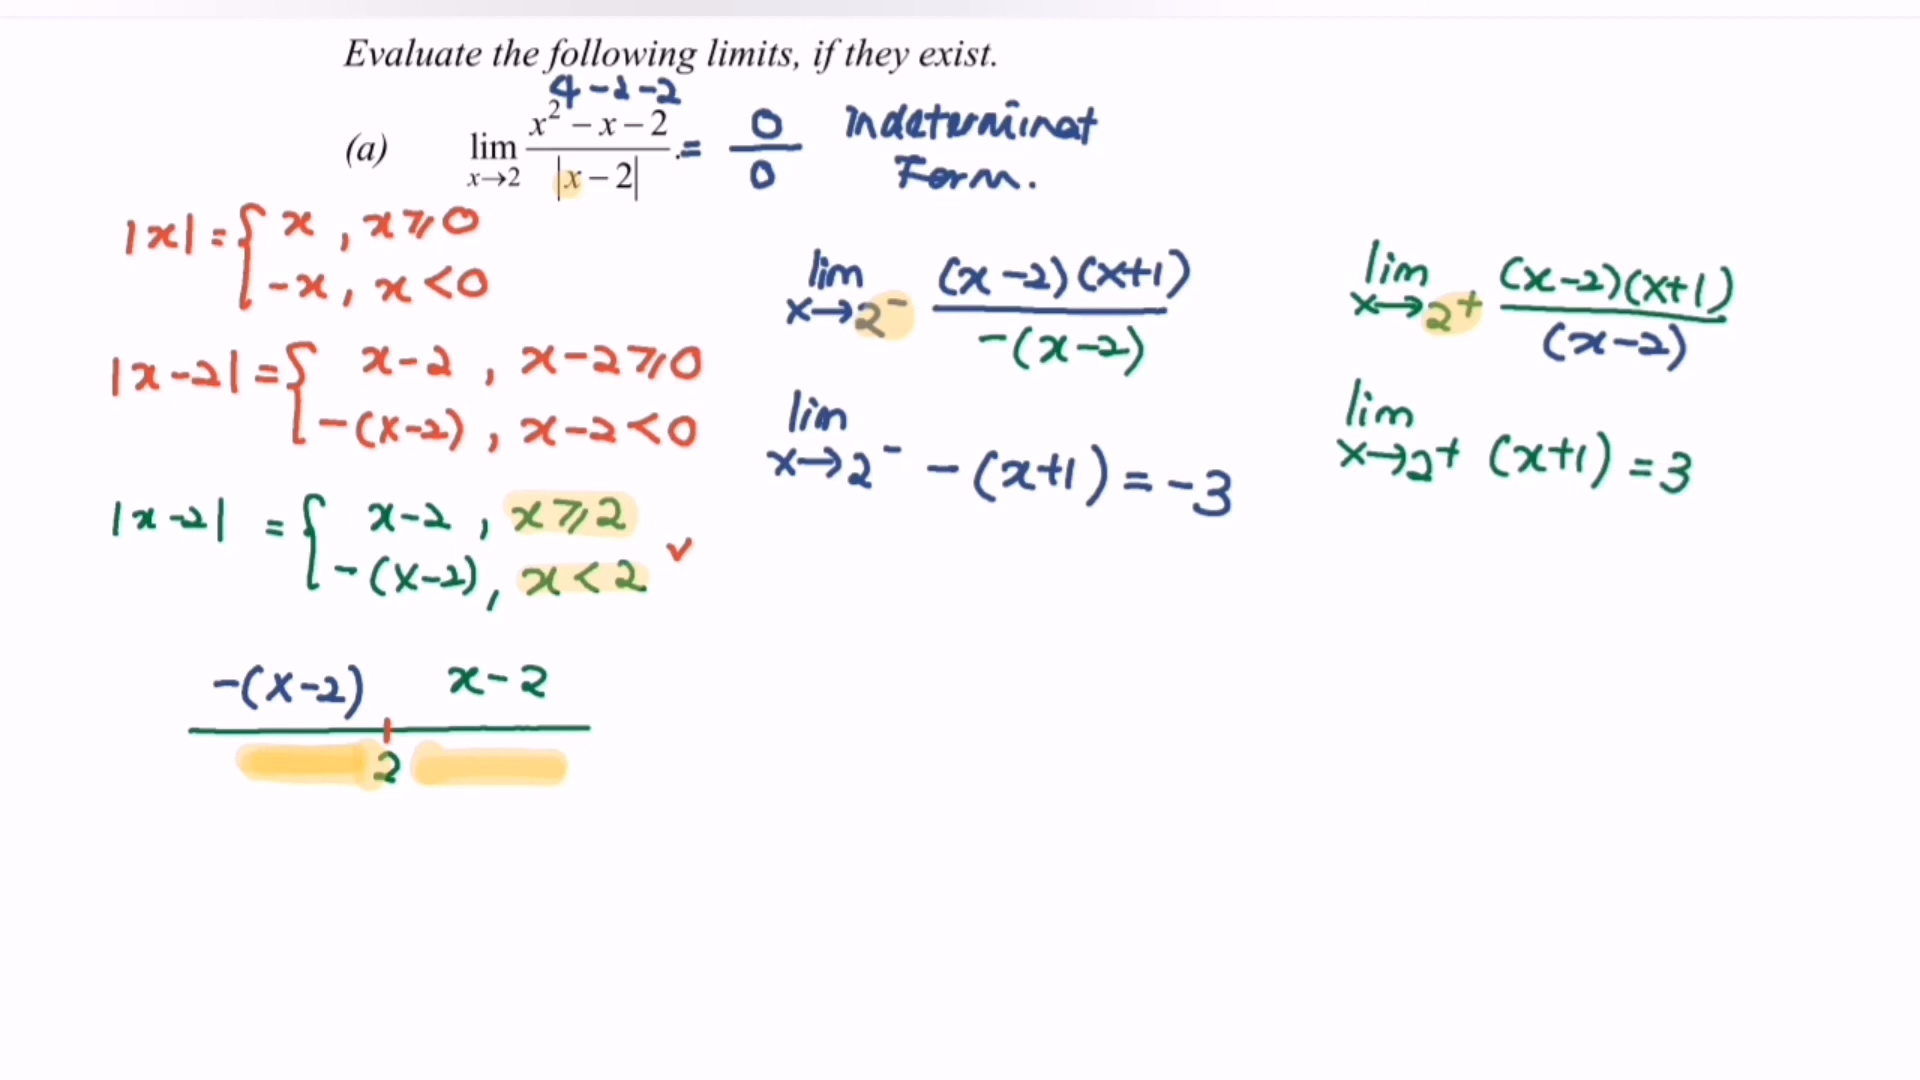 Evaluate the following limits, if they exist.
4 - 2 - 2
(a) lim x→2 (x² - x - 2) / |x - 2| . = 0/0 Indeterminat Form.
|x| = { x , x ⩾ 0
-x , x < 0
|x-2| = { x-2 , x-2 ⩾ 0
-(x-2) , x-2 < 0
|x-2| = { x-2 , x ⩾ 2
-(x-2) , x < 2 ✓
-(x-2) x-2
2
lim x→2⁻ (x-2)(x+1) / -(x-2)
lim x→2⁻ -(x+1) = -3
lim x→2⁺ (x-2)(x+1) / (x-2)
lim x→2⁺ (x+1) = 3